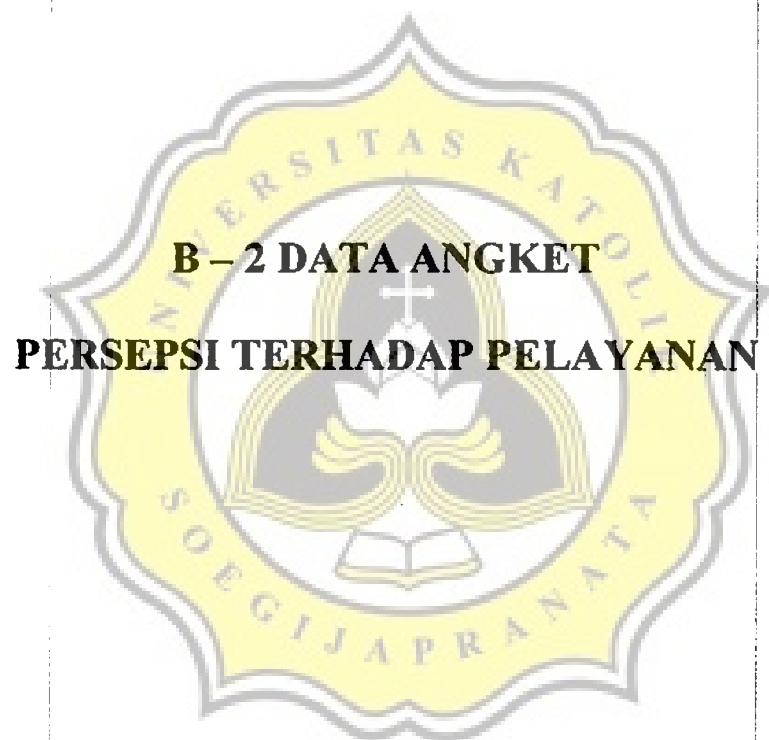 UNIVERSITAS KATOLIK
B – 2 DATA ANGKET
PERSEPSI TERHADAP PELAYANAN
SOEGIJAPRANATA